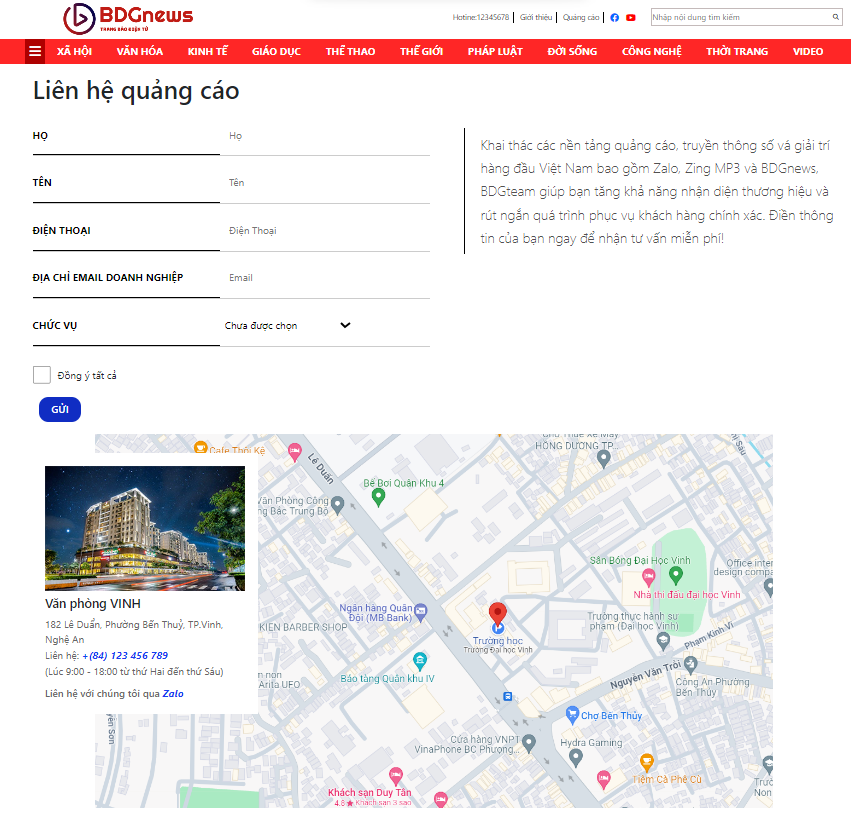 BDGnews
TRANG BÁO ĐIỆN TỬ
Hotine:12345678
Giới thiệu
Quảng cáo
Nhập nội dung tìm kiếm
XÃ HỘI
VĂN HÓA
KINH TẾ
GIÁO DỤC
THỂ THAO
THẾ GIỚI
PHÁP LUẬT
ĐỜI SỐNG
CÔNG NGHỆ
THỜI TRANG
VIDEO
Liên hệ quảng cáo
HỌ
Họ
TÊN
Tên
ĐIỆN THOẠI
Điện Thoại
ĐỊA CHỈ EMAIL DOANH NGHIỆP
Email
CHỨC VỤ
Chưa được chọn
Đồng ý tất cả
GỬI
Khai thác các nền tảng quảng cáo, truyền thông số vá giải trí
hàng đầu Việt Nam bao gồm Zalo, Zing MP3 và BDGnews,
BDGteam giúp bạn tăng khả năng nhận diện thương hiệu và
rút ngắn quá trình phục vụ khách hàng chính xác. Điền thông
tin của bạn ngay để nhận tư vấn miễn phí!
Cafe Thôi Kệ
Lê Duẩn
HỒNG DƯƠNG TP...
Bể Bơi Quân Khu 4
Văn Phòng Công
ng Bắc Trung Bộ
Sân Bóng Đại Học Vinh
Office inter
design compa
Nhà thi đấu đại học Vinh
Ngân hàng Quân
Đội (MB Bank)
KIEN BARBER SHOP
Trường học
Trường Đại học Vinh
Trường thực hành sư
phạm (Đại học Vinh)
Phạm Kinh Vĩ
Nguyễn Văn Trỗi
Arita UFO
Bảo tàng Quân khu IV
Công An Phường
Bến Thủy
Chợ Bến Thủy
Cửa hàng VNPT -
VinaPhone BC Phượng...
Hydra Gaming
Tiệm Cà Phê Cũ
Khách sạn Duy Tân
4.6 ★ Khách sạn 3 sao
Văn phòng VINH
182 Lê Duẩn, Phường Bến Thuỷ, TP.Vinh,
Nghệ An
Liên hệ: +(84) 123 456 789
(Lúc 9:00 - 18:00 từ thứ Hai đến thứ Sáu)
Liên hệ với chúng tôi qua Zalo